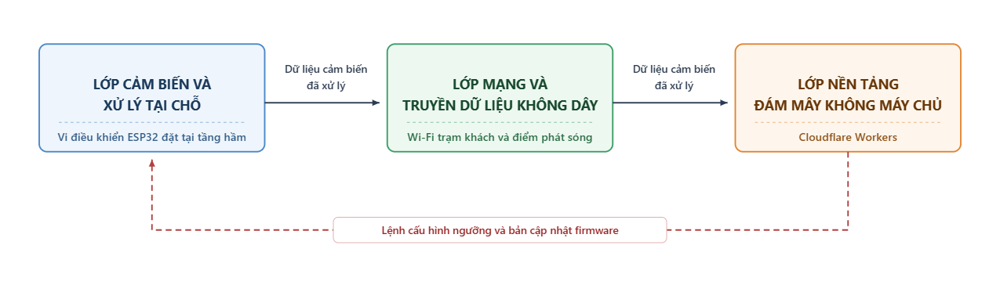 LỚP CẢM BIẾN VÀ
XỬ LÝ TẠI CHỖ
Vi điều khiển ESP32 đặt tại tầng hầm
Dữ liệu cảm biến
đã xử lý
LỚP MẠNG VÀ
TRUYỀN DỮ LIỆU KHÔNG DÂY
Wi-Fi trạm khách và điểm phát sóng
Dữ liệu cảm biến
đã xử lý
LỚP NỀN TẢNG
ĐÁM MÂY KHÔNG MÁY CHỦ
Cloudflare Workers
Lệnh cấu hình ngưỡng và bản cập nhật firmware